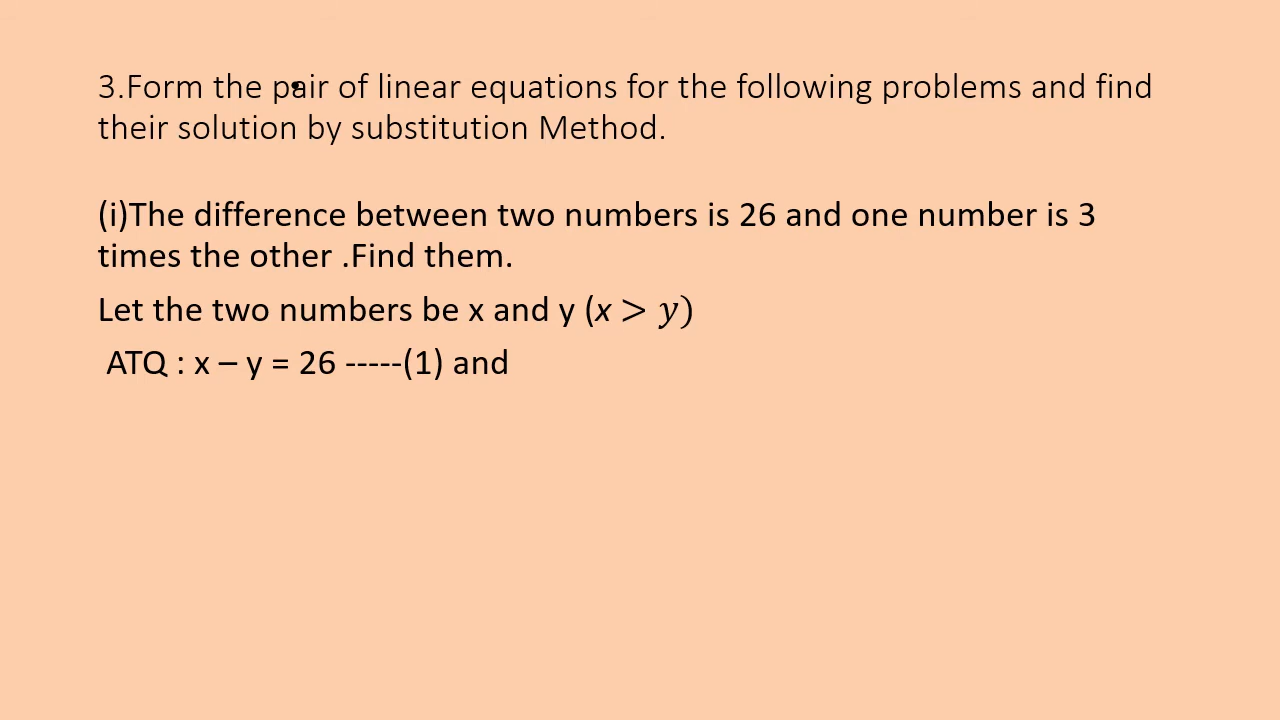 3.Form the pair of linear equations for the following problems and find
their solution by substitution Method.
(i)The difference between two numbers is 26 and one number is 3
times the other .Find them.
Let the two numbers be x and y (x > y)
ATQ : x – y = 26 -----(1) and